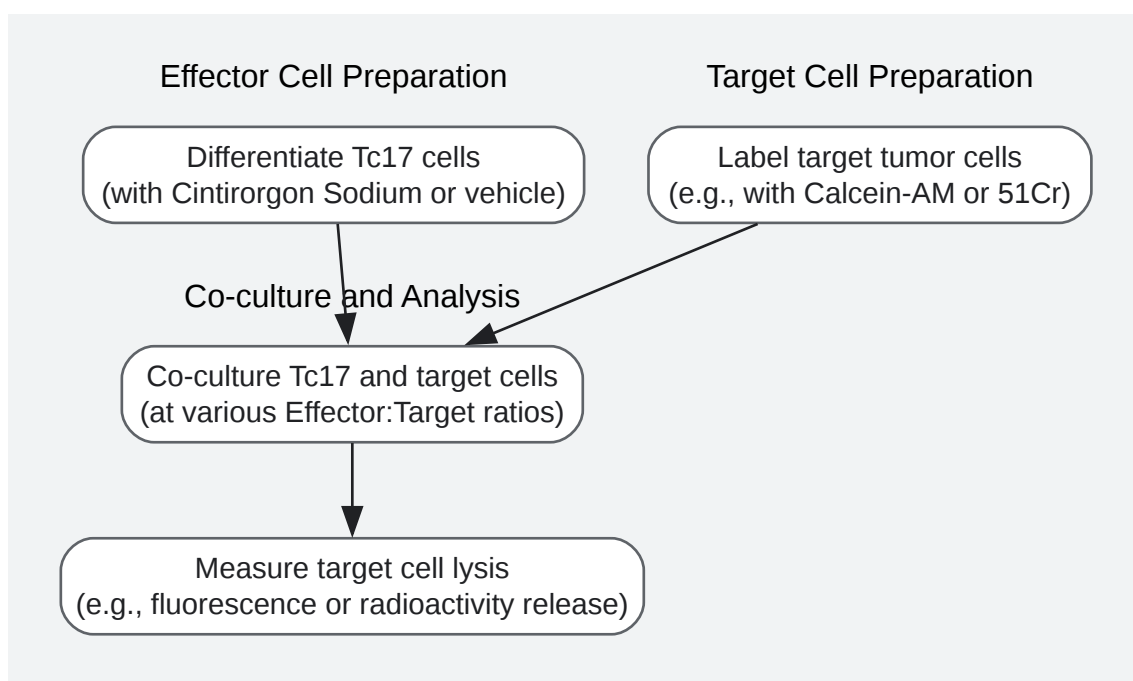 Effector Cell Preparation
Target Cell Preparation
Differentiate Tc17 cells
(with Cintirorgon Sodium or vehicle)
Label target tumor cells
(e.g., with Calcein-AM or 51Cr)
Co-culture and Analysis
Co-culture Tc17 and target cells
(at various Effector:Target ratios)
Measure target cell lysis
(e.g., fluorescence or radioactivity release)